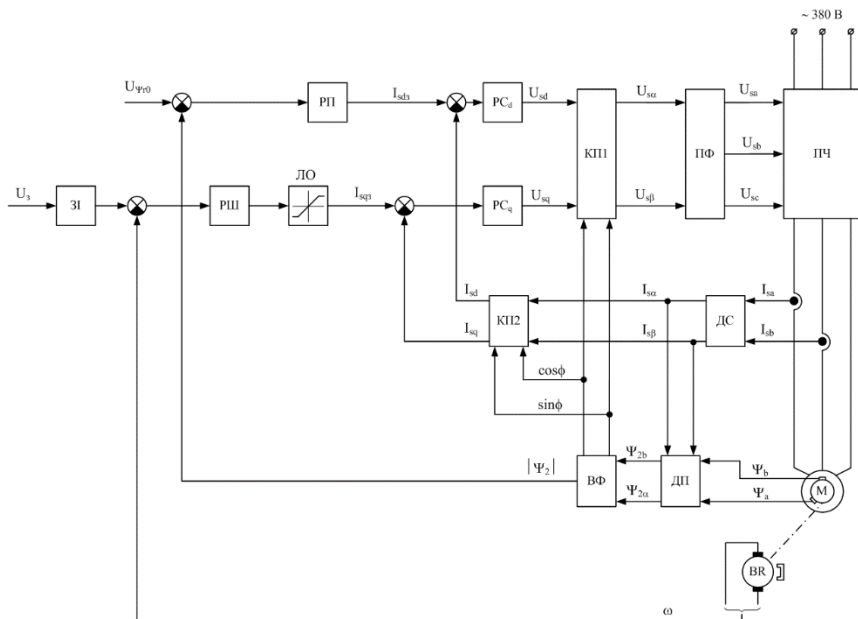 ~ 380 В
U_Ψr0
РП
I_sdз
РС_d
U_sd
КП1
U_sα
ПФ
U_sa
ПЧ
U_sb
U_з
ЗІ
РШ
ЛО
I_sqз
РС_q
U_sq
U_sβ
U_sc
I_sd
КП2
I_sα
ДС
I_sa
I_sq
I_sβ
I_sb
cosϕ
sinϕ
|Ψ_2|
ВФ
Ψ_2b
ДП
Ψ_b
Ψ_2α
Ψ_a
М
BR
ω